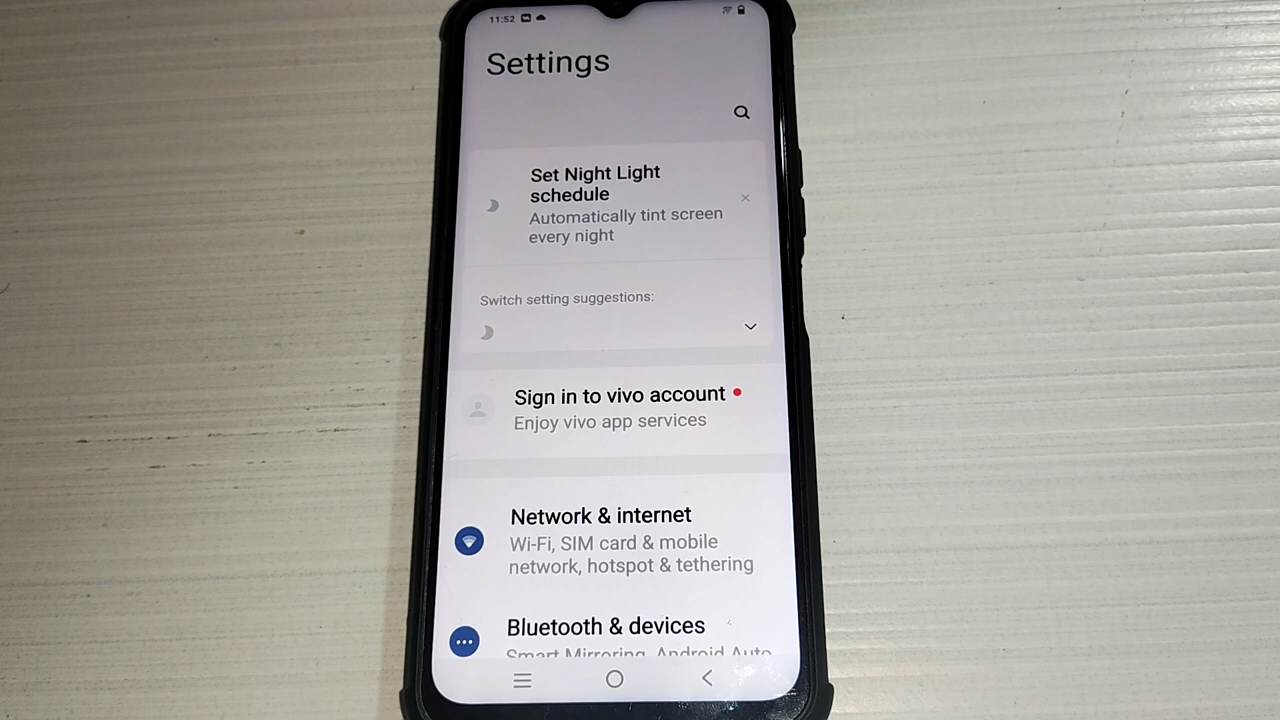 11:52
Settings
Set Night Light
schedule
Automatically tint screen
every night
Switch setting suggestions:
Sign in to vivo account
Enjoy vivo app services
Network & internet
Wi-Fi, SIM card & mobile
network, hotspot & tethering
Bluetooth & devices
Smart Mirroring, Android Auto